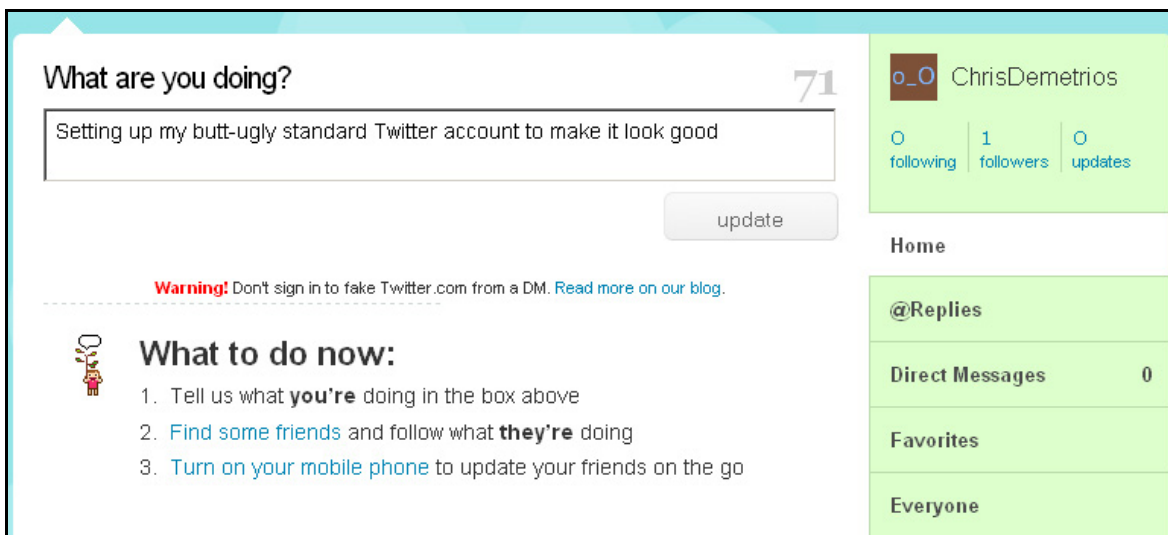 What are you doing?
71
Setting up my butt-ugly standard Twitter account to make it look good
update
Warning! Don't sign in to fake Twitter.com from a DM. Read more on our blog.
What to do now:
1. Tell us what you're doing in the box above
2. Find some friends and follow what they're doing
3. Turn on your mobile phone to update your friends on the go
o_O ChrisDemetrios
0 1 0
following followers updates
Home
@Replies
Direct Messages 0
Favorites
Everyone